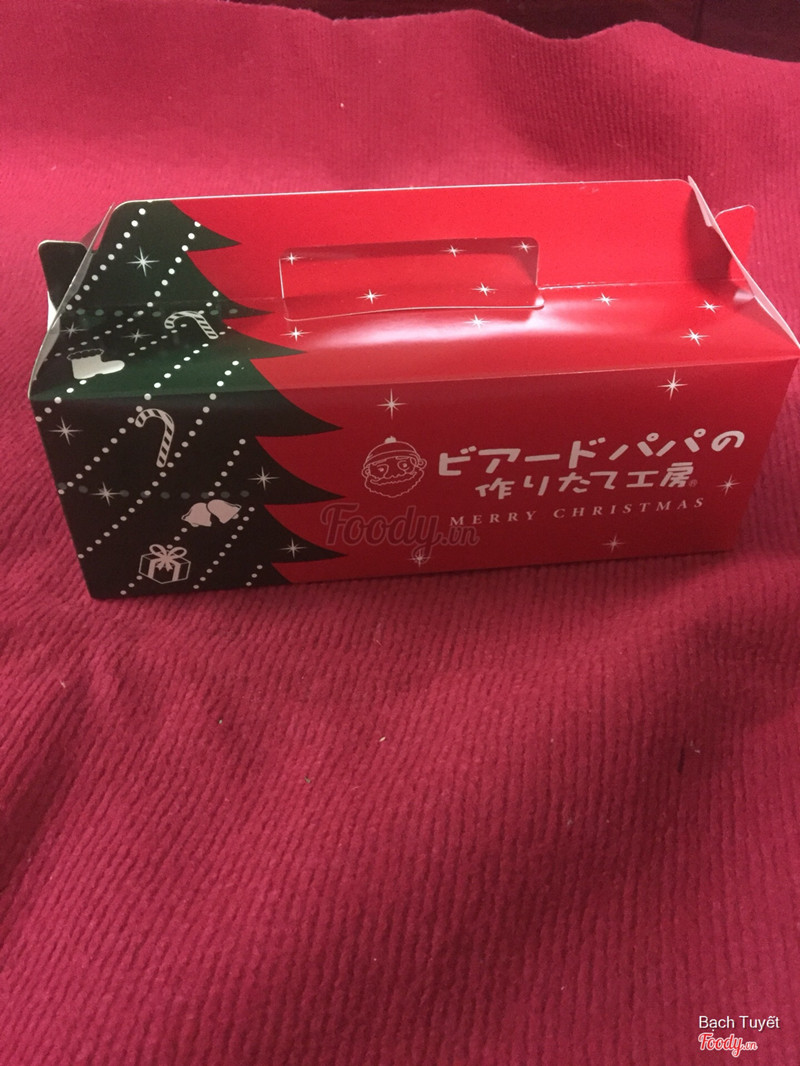 ビアードパパの
作りたて工房®
MERRY CHRISTMAS
Foody.vn
Bạch Tuyết
Foody.vn